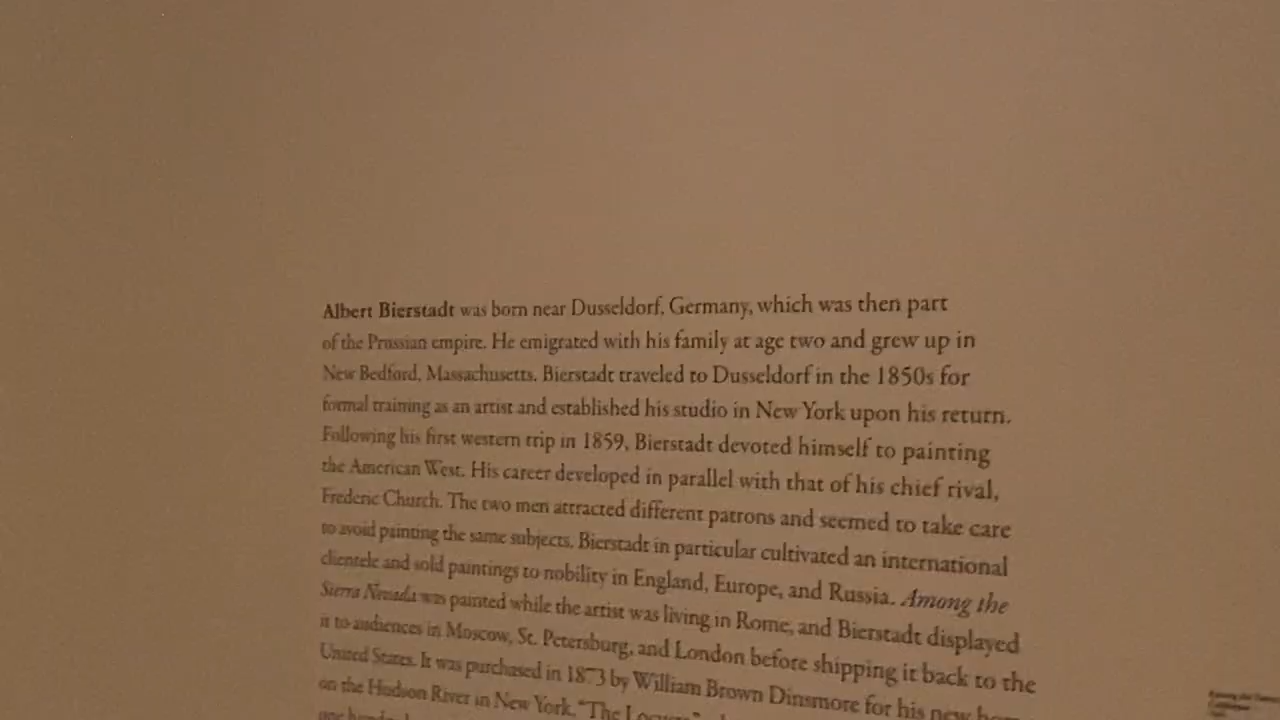 Albert Bierstadt was born near Dusseldorf, Germany, which was then part
of the Prussian empire. He emigrated with his family at age two and grew up in
New Bedford, Massachusetts. Bierstadt traveled to Dusseldorf in the 1850s for
formal training as an artist and established his studio in New York upon his return.
Following his first western trip in 1859, Bierstadt devoted himself to painting
the American West. His career developed in parallel with that of his chief rival,
Frederic Church. The two men attracted different patrons and seemed to take care
to avoid painting the same subjects. Bierstadt in particular cultivated an international
clientele and sold paintings to nobility in England, Europe, and Russia. Among the
Sierra Nevada was painted while the artist was living in Rome, and Bierstadt displayed
it to audiences in Moscow, St. Petersburg, and London before shipping it back to the
United States. It was purchased in 1873 by William Brown Dinsmore for his new
on the Hudson River in New York. "The